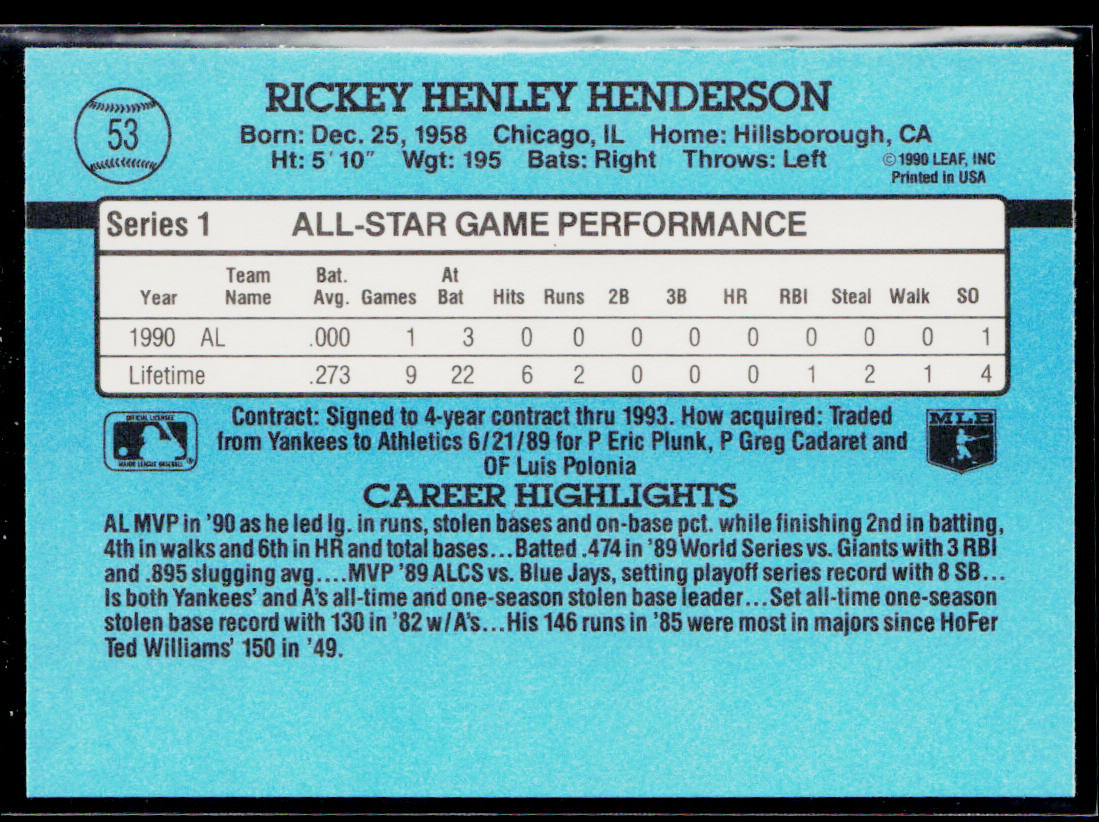 53
RICKEY HENLEY HENDERSON
Born: Dec. 25, 1958 Chicago, IL Home: Hillsborough, CA
Ht: 5' 10" Wgt: 195 Bats: Right Throws: Left
©1990 LEAF, INC
Printed in USA
Series 1 ALL-STAR GAME PERFORMANCE
Year Team Name Bat. Avg. Games At Bat Hits Runs 2B 3B HR RBI Steal Walk SO
1990 AL .000 1 3 0 0 0 0 0 0 0 0 1
Lifetime .273 9 22 6 2 0 0 0 1 2 1 4
OFFICIAL LICENSEE
MAJOR LEAGUE BASEBALL
Contract: Signed to 4-year contract thru 1993. How acquired: Traded
from Yankees to Athletics 6/21/89 for P Eric Plunk, P Greg Cadaret and
OF Luis Polonia
MLB
CAREER HIGHLIGHTS
AL MVP in '90 as he led lg. in runs, stolen bases and on-base pct. while finishing 2nd in batting,
4th in walks and 6th in HR and total bases...Batted .474 in '89 World Series vs. Giants with 3 RBI
and .895 slugging avg....MVP '89 ALCS vs. Blue Jays, setting playoff series record with 8 SB...
Is both Yankees' and A's all-time and one-season stolen base leader...Set all-time one-season
stolen base record with 130 in '82 w/A's...His 146 runs in '85 were most in majors since HoFer
Ted Williams' 150 in '49.